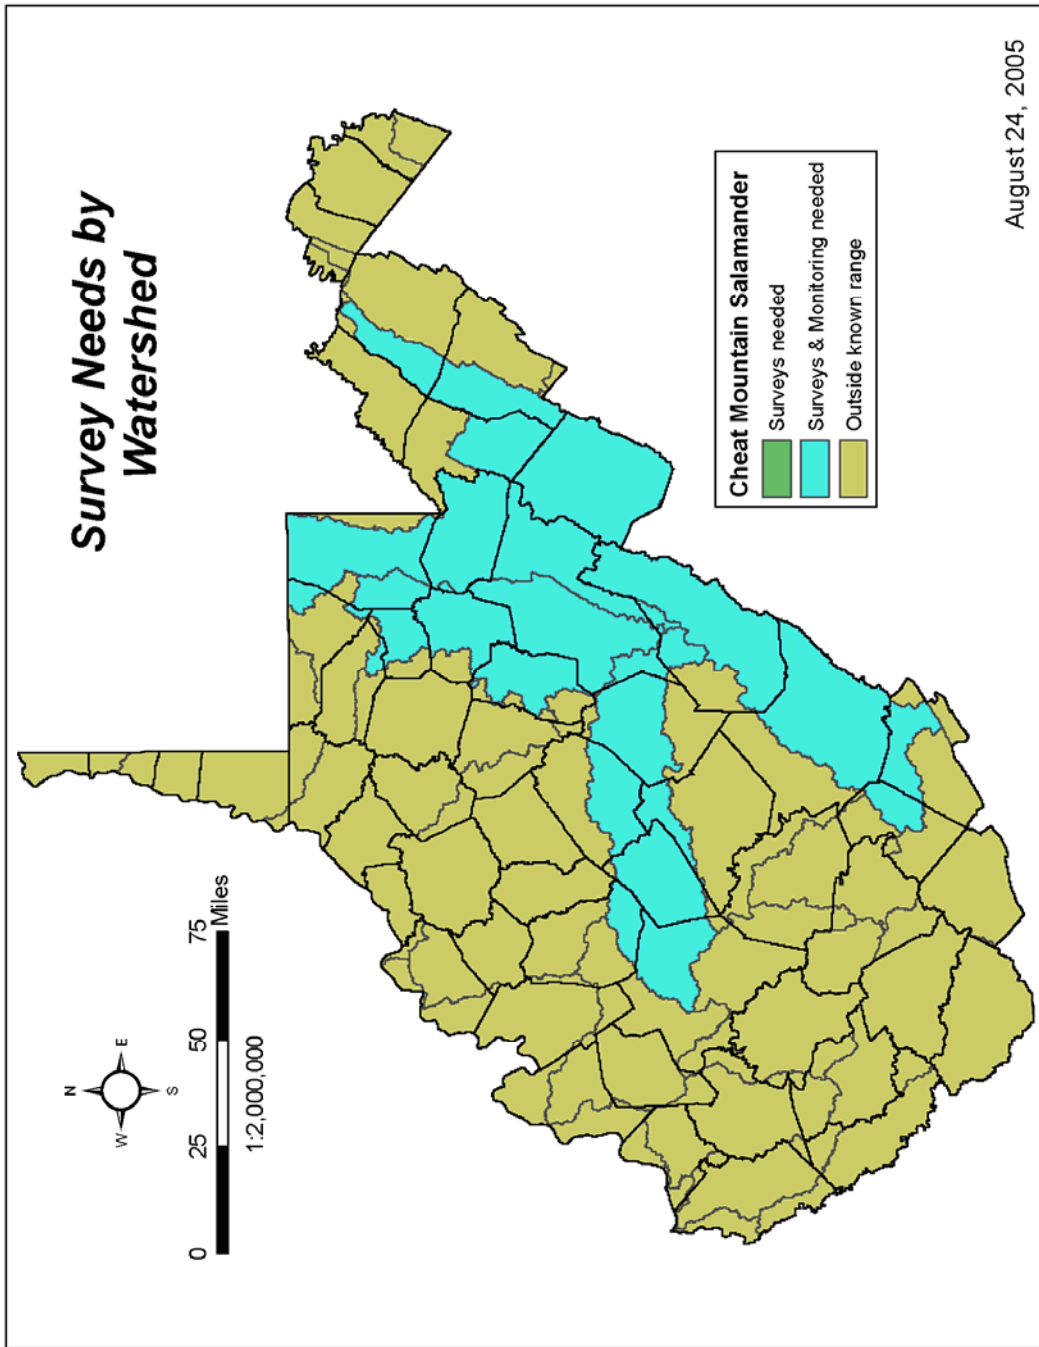 Survey Needs by
Watershed
N
W
E
S
0
25
50
75
Miles
1:2,000,000
Cheat Mountain Salamander
Surveys needed
Surveys & Monitoring needed
Outside known range
August 24, 2005